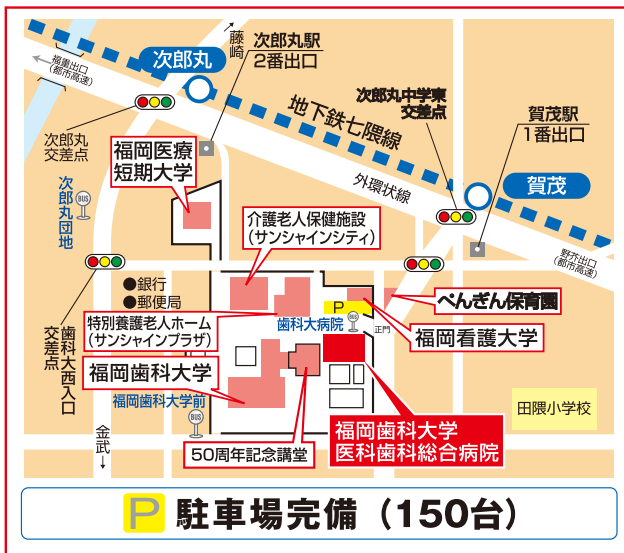 藤崎
次郎丸駅
2番出口
福重出口
(都市高速)
次郎丸
地下鉄七隈線
次郎丸中学東
交差点
賀茂駅
1番出口
次郎丸
交差点
福岡医療
短期大学
外環状線
賀茂
BUS
次郎丸団地
介護老人保健施設
(サンシャインシティ)
野芥出口
(都市高速)
●銀行
●郵便局
P
ぺんぎん保育園
特別養護老人ホーム
(サンシャインプラザ)
歯科大病院
BUS
正門
福岡看護大学
歯科大西入口
交差点
福岡歯科大学
福岡歯科大学前
BUS
田隈小学校
福岡歯科大学
医科歯科総合病院
金武
50周年記念講堂
P 駐車場完備(150台)